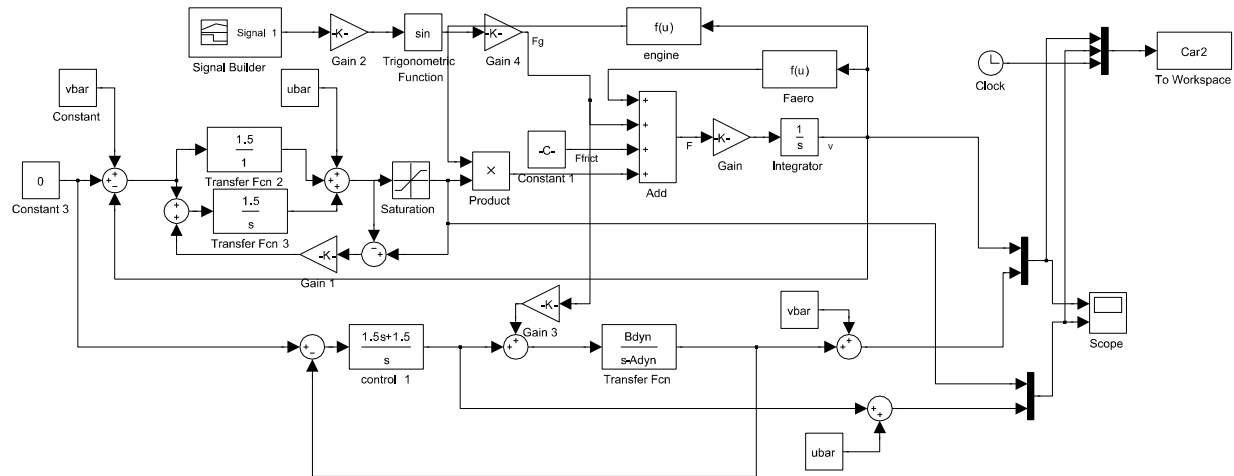 Signal 1
Signal Builder
-K-
Gain 2
sin
Trigonometric
Function
-K-
Gain 4
Fg
f(u)
engine
f(u)
Faero
Clock
Car2
To Workspace
vbar
Constant
ubar
1.5
1
Transfer Fcn 2
0
Constant 3
1.5
s
Transfer Fcn 3
Saturation
×
Product
-C-
Ffrict
Constant 1
+
+
+
+
Add
F
-K-
Gain
1
s
Integrator
v
-K-
Gain 1
-K-
Gain 3
vbar
Scope
1.5s+1.5
s
control 1
Bdyn
s-Adyn
Transfer Fcn
ubar